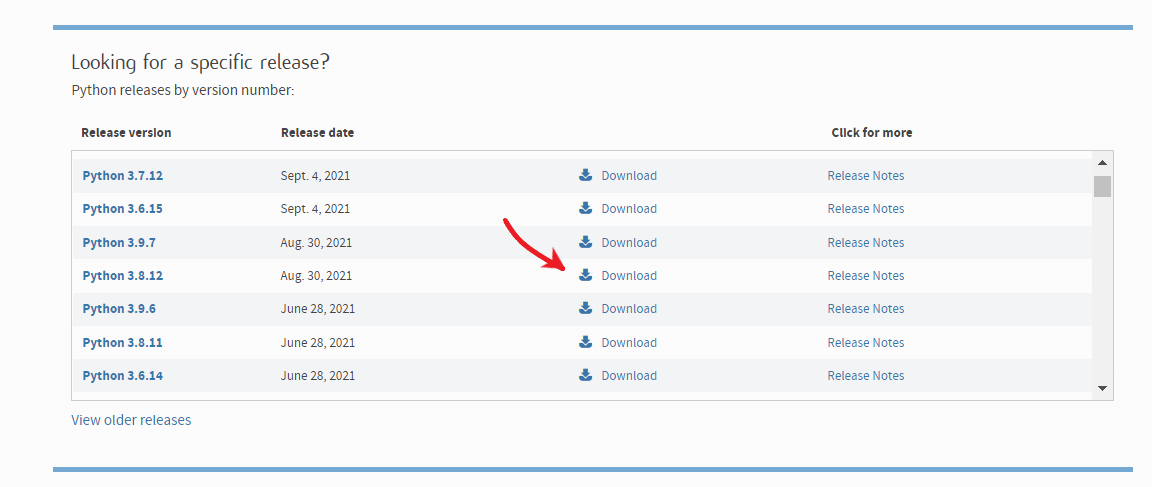 Looking for a specific release?
Python releases by version number:
Release version Release date Click for more
Python 3.7.12 Sept. 4, 2021 Download Release Notes
Python 3.6.15 Sept. 4, 2021 Download Release Notes
Python 3.9.7 Aug. 30, 2021 Download Release Notes
Python 3.8.12 Aug. 30, 2021 Download Release Notes
Python 3.9.6 June 28, 2021 Download Release Notes
Python 3.8.11 June 28, 2021 Download Release Notes
Python 3.6.14 June 28, 2021 Download Release Notes
View older releases